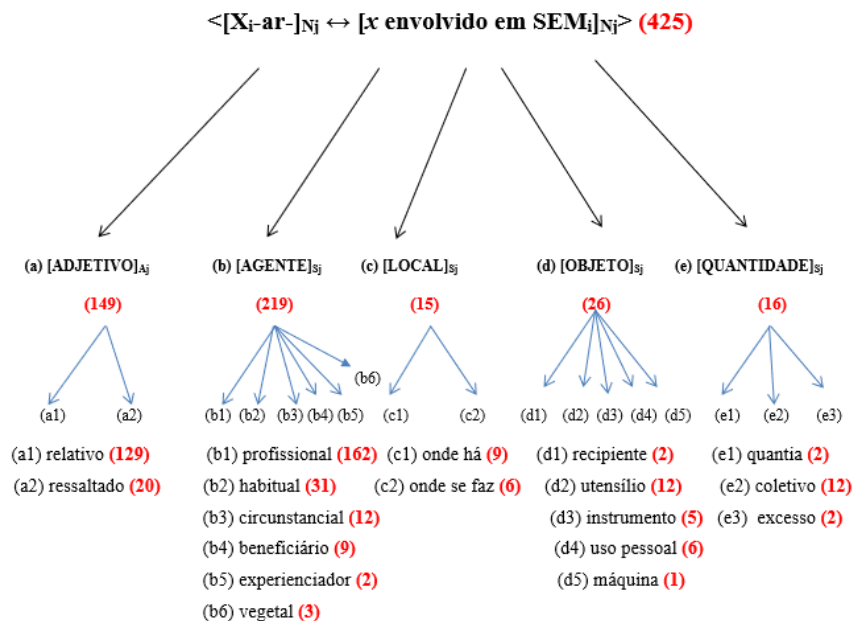 <[Xi-ar-]Nj ↔ [x envolvido em SEMi]Nj> (425)
(a) [ADJETIVO]Aj (b) [AGENTE]Sj (c) [LOCAL]Sj (d) [OBJETO]Sj (e) [QUANTIDADE]Sj
(149) (219) (15) (26) (16)
(b6)
(a1) (a2) (b1) (b2) (b3) (b4) (b5) (c1) (c2) (d1) (d2) (d3) (d4) (d5) (e1) (e2) (e3)
(a1) relativo (129) (b1) profissional (162) (c1) onde há (9) (d1) recipiente (2) (e1) quantia (2)
(a2) ressaltado (20) (b2) habitual (31) (c2) onde se faz (6) (d2) utensílio (12) (e2) coletivo (12)
(b3) circunstancial (12) (d3) instrumento (5) (e3) excesso (2)
(b4) beneficiário (9) (d4) uso pessoal (6)
(b5) experienciador (2) (d5) máquina (1)
(b6) vegetal (3)